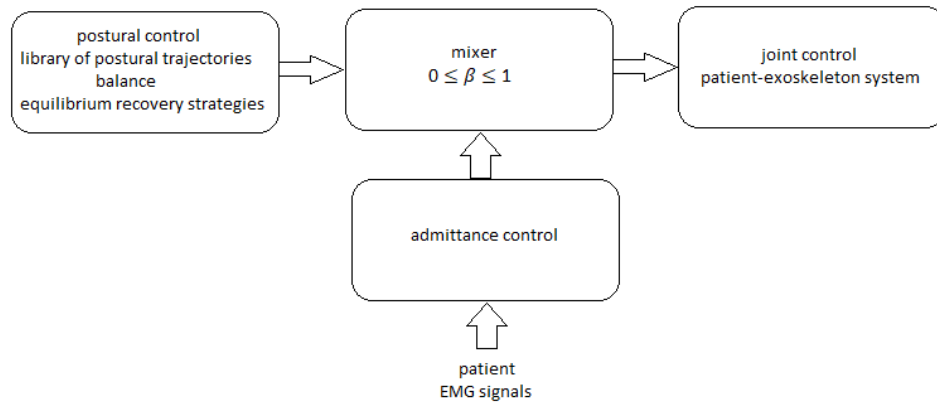 postural control
library of postural trajectories
balance
equilibrium recovery strategies
mixer
0 ≤ β ≤ 1
joint control
patient-exoskeleton system
admittance control
patient
EMG signals